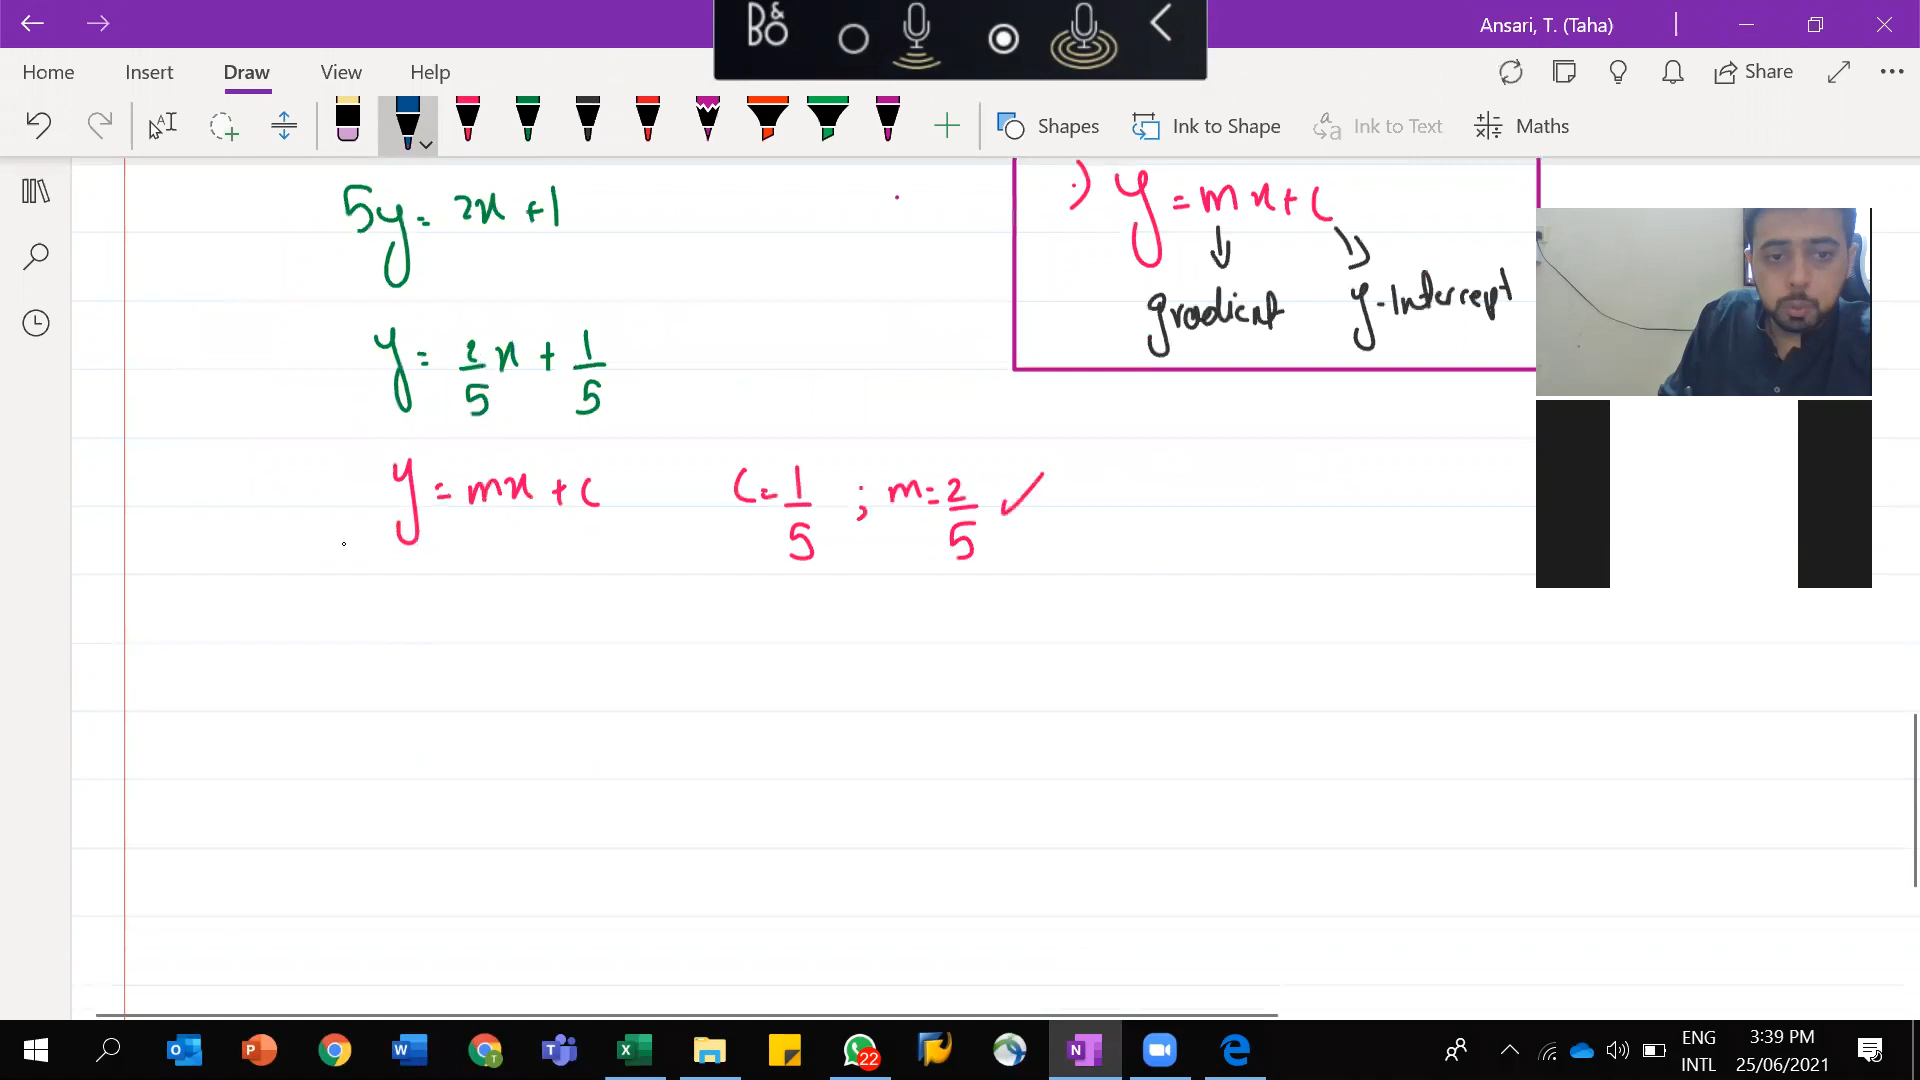 B&O
Ansari, T. (Taha)
Home Insert Draw View Help Share
Shapes Ink to Shape Ink to Text Maths
5y = 2x + 1
y = 2/5 x + 1/5
y = mx + c c = 1/5 ; m = 2/5 ✓
:) y = mx + c
gradient y-Intercept
22
ENG
INTL
3:39 PM
25/06/2021